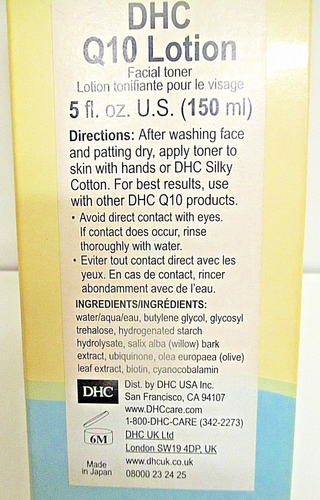 DHC
Q10 Lotion
Facial toner
Lotion tonifiante pour le visage
5 fl. oz. U.S. (150 ml)
Directions: After washing face
and patting dry, apply toner to
skin with hands or DHC Silky
Cotton. For best results, use
with other DHC Q10 products.
• Avoid direct contact with eyes.
If contact does occur, rinse
thoroughly with water.
• Eviter tout contact direct avec les
yeux. En cas de contact, rincer
abondamment avec de l'eau.
INGREDIENTS/INGRÉDIENTS:
water/aqua/eau, butylene glycol, glycosyl
trehalose, hydrogenated starch
hydrolysate, salix alba (willow) bark
extract, ubiquinone, olea europaea (olive)
leaf extract, biotin, cyanocobalamin
DHC
Dist. by DHC USA Inc.
San Francisco, CA 94107
www.DHCcare.com
1-800-DHC-CARE (342-2273)
6M
DHC UK Ltd
London SW19 4DP, UK
www.dhcuk.co.uk
08000 23 24 25
Made
in Japan